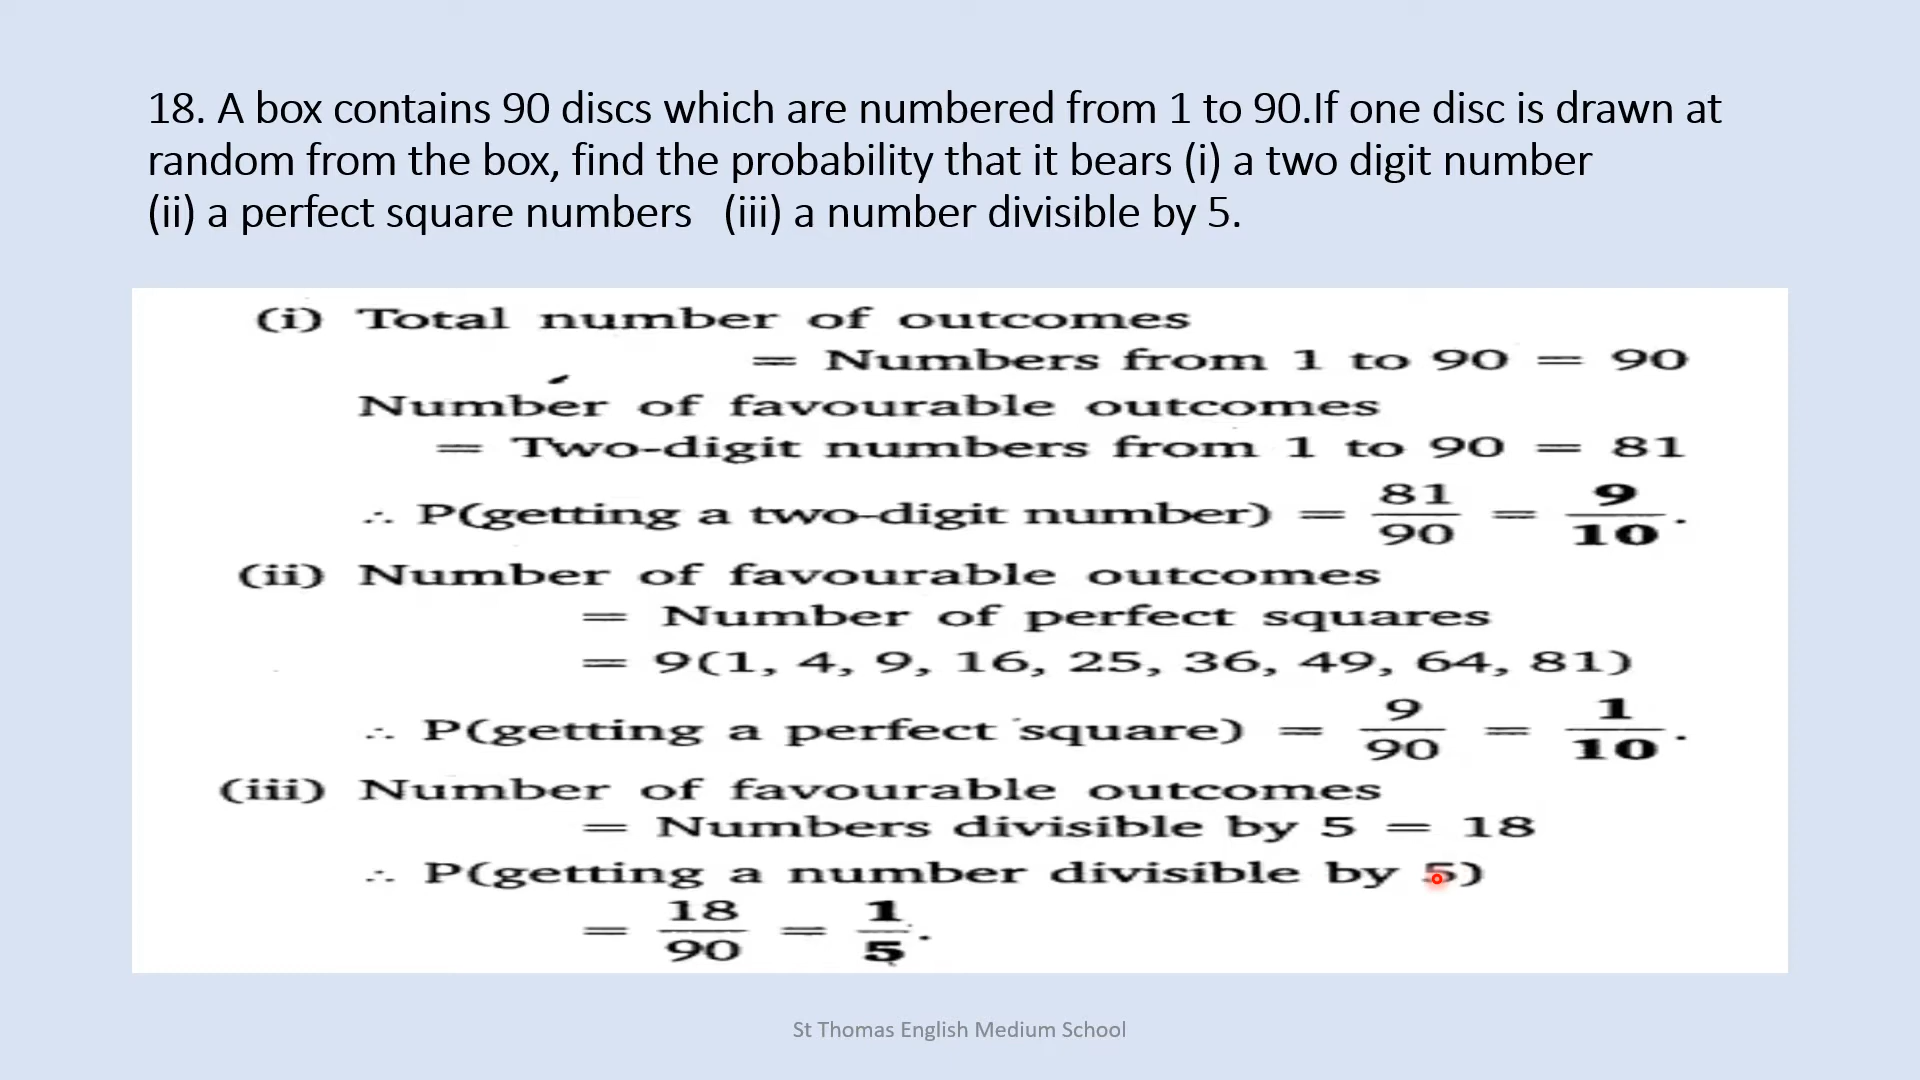 18. A box contains 90 discs which are numbered from 1 to 90.If one disc is drawn at
random from the box, find the probability that it bears (i) a two digit number
(ii) a perfect square numbers (iii) a number divisible by 5.
(i) Total number of outcomes
= Numbers from 1 to 90 = 90
Number of favourable outcomes
= Two-digit numbers from 1 to 90 = 81
∴ P(getting a two-digit number) = 81/90 = 9/10.
(ii) Number of favourable outcomes
= Number of perfect squares
= 9(1, 4, 9, 16, 25, 36, 49, 64, 81)
∴ P(getting a perfect square) = 9/90 = 1/10.
(iii) Number of favourable outcomes
= Numbers divisible by 5 = 18
∴ P(getting a number divisible by 5)
= 18/90 = 1/5.
St Thomas English Medium School